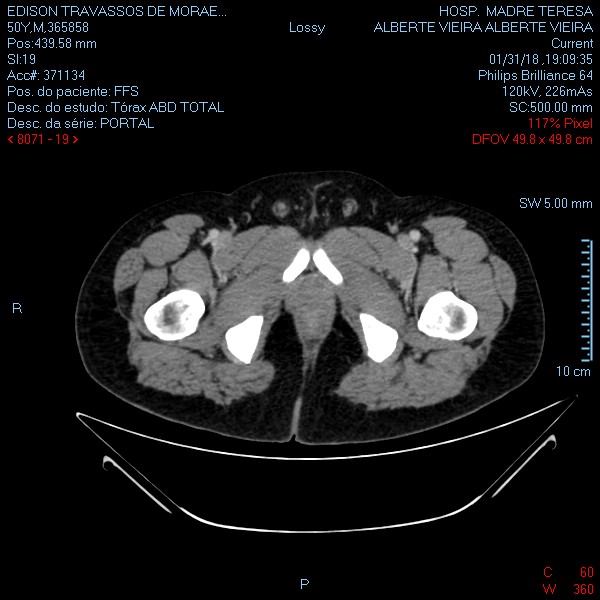 EDISON TRAVASSOS DE MORAE...
50Y,M,365858
Pos:439.58 mm
SI:19
Acc#: 371134
Pos. do paciente: FFS
Desc. do estudo: Tórax ABD TOTAL
Desc. da série: PORTAL
< 8071 - 19 >
Lossy
HOSP. MADRE TERESA
ALBERTE VIEIRA ALBERTE VIEIRA
Current
01/31/18 ,19:09:35
Philips Brilliance 64
120kV, 226mAs
SC:500.00 mm
117% Pixel
DFOV 49.8 x 49.8 cm
SW 5.00 mm
R
10 cm
P
C 60
W 360